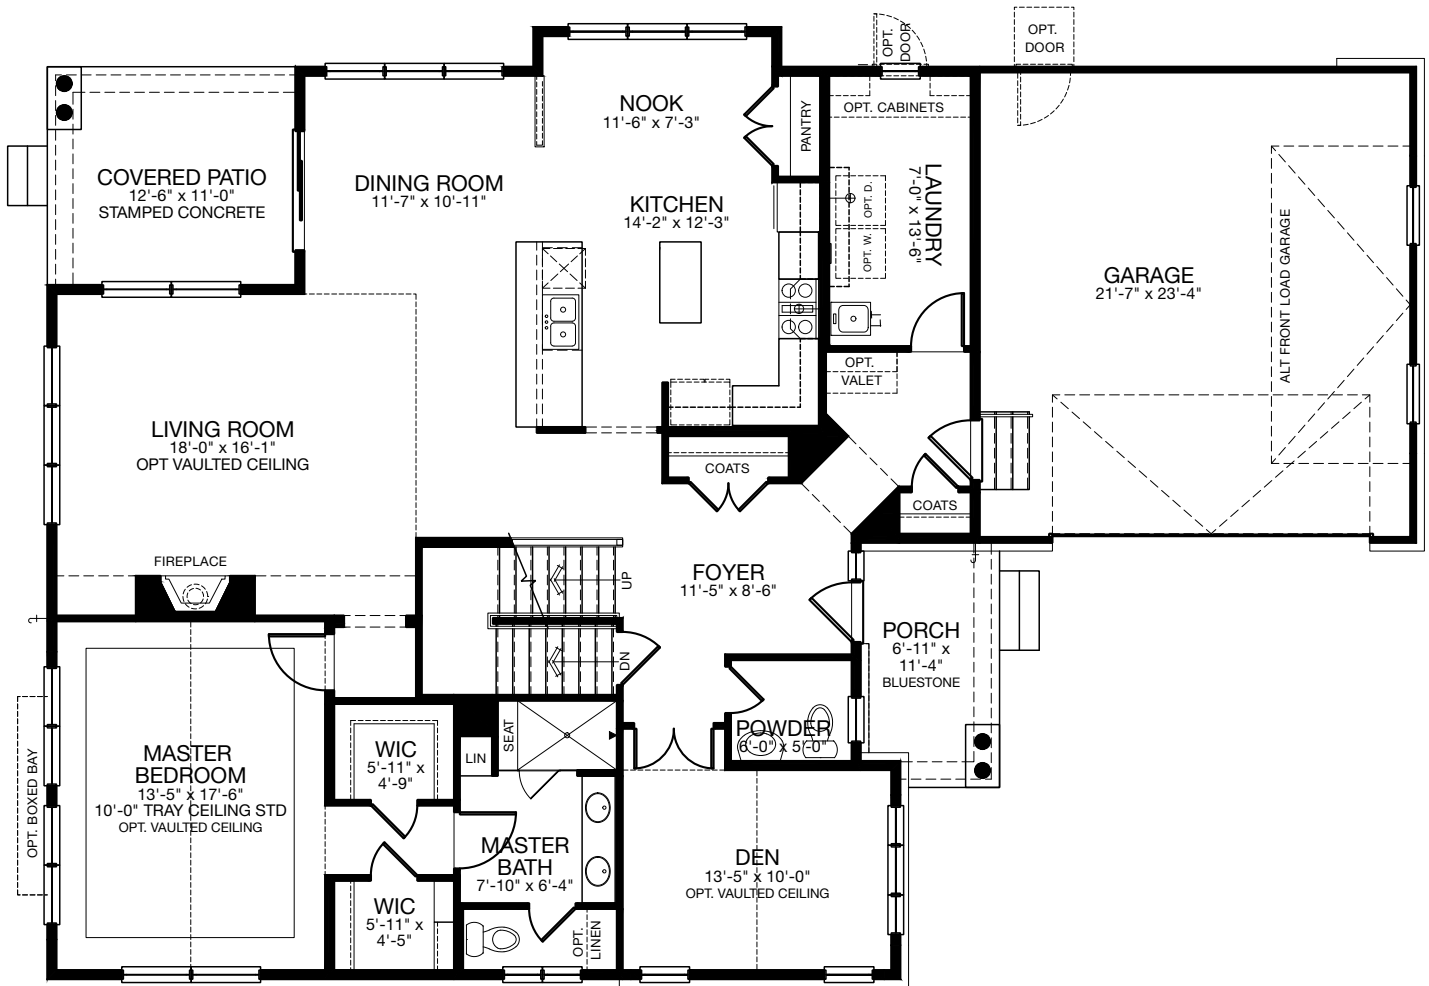 OPT.
DOOR
OPT.
DOOR
NOOK
11'-6" x 7'-3"
PANTRY
OPT. CABINETS
COVERED PATIO
12'-6" x 11'-0"
STAMPED CONCRETE
DINING ROOM
11'-7" x 10'-11"
KITCHEN
14'-2" x 12'-3"
OPT. D.
OPT. W.
LAUNDRY
7'-0" x 13'-6"
GARAGE
21'-7" x 23'-4"
ALT FRONT LOAD GARAGE
OPT.
VALET
LIVING ROOM
18'-0" x 16'-1"
OPT VAULTED CEILING
COATS
COATS
FIREPLACE
UP
FOYER
11'-5" x 8'-6"
DN
PORCH
6'-11" x
11'-4"
BLUESTONE
POWDER
6'-0" x 5'-0"
SEAT
LIN
WIC
5'-11" x
4'-9"
MASTER
BEDROOM
13'-5" x 17'-6"
10'-0" TRAY CEILING STD
OPT. VAULTED CEILING
OPT. BOXED BAY
MASTER
BATH
7'-10" x 6'-4"
DEN
13'-5" x 10'-0"
OPT. VAULTED CEILING
WIC
5'-11" x
4'-5"
OPT.
LINEN